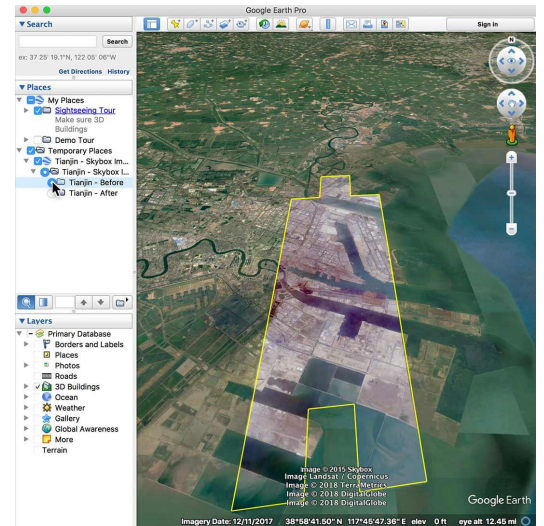 Google Earth Pro
Search
Search
ex: 37 25' 19.1"N, 122 05' 06"W
Get Directions History
Places
My Places
Sightseeing Tour
Make sure 3D
Buildings
Demo Tour
Temporary Places
Tianjin - Skybox Im...
Tianjin - Skybox I...
Tianjin - Before
Tianjin - After
Layers
Primary Database
Borders and Labels
Places
Photos
Roads
3D Buildings
Ocean
Weather
Gallery
Global Awareness
More
Terrain
Sign in
N
Image © 2015 Skybox
Image Landsat / Copernicus
Image © 2018 TerraMetrics
Image © 2018 DigitalGlobe
Image © 2018 DigitalGlobe
Google Earth
Imagery Date: 12/11/2017 38°58'41.50" N 117°45'47.36" E elev 0 ft eye alt 12.45 mi